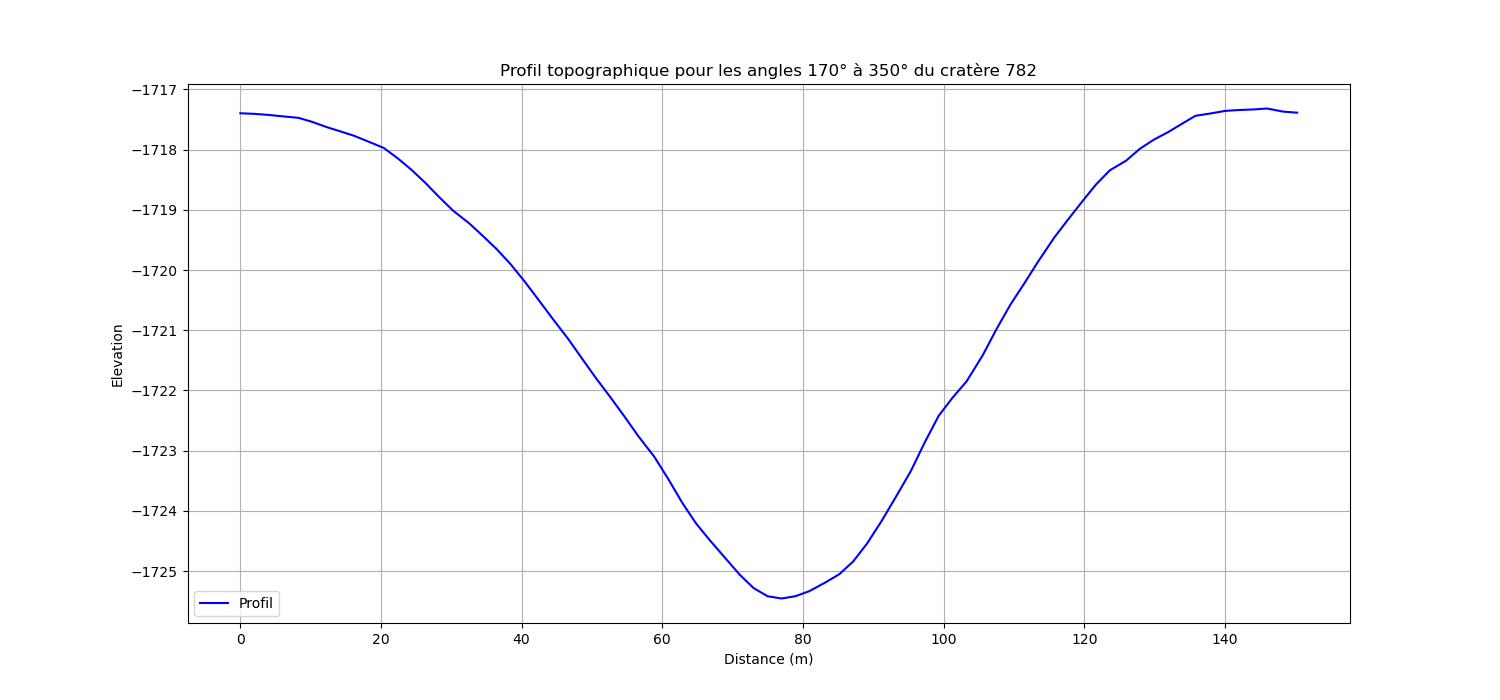 Profil topographique pour les angles 170° à 350° du cratère 782
−1717
−1718
−1719
−1720
−1721
−1722
−1723
−1724
−1725
Elevation
Profil
0 20 40 60 80 100 120 140
Distance (m)